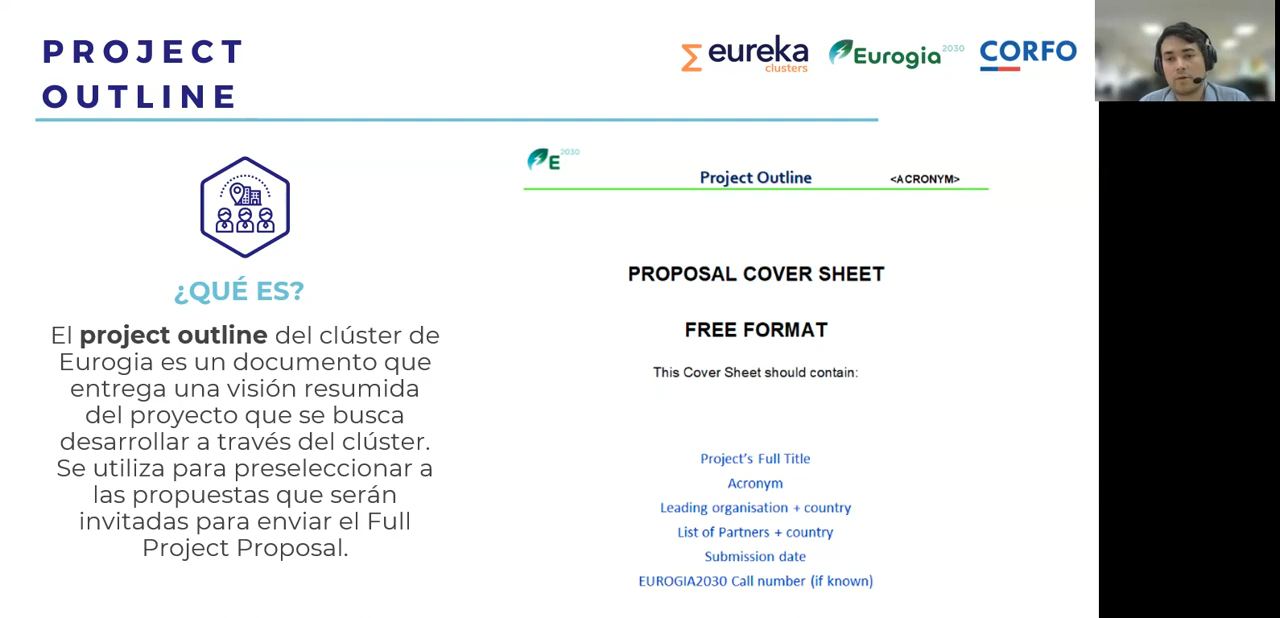 PROJECT
OUTLINE
eureka
clusters
Eurogia2030
CORFO
¿QUÉ ES?
El project outline del clúster de
Eurogia es un documento que
entrega una visión resumida
del proyecto que se busca
desarrollar a través del clúster.
Se utiliza para preseleccionar a
las propuestas que serán
invitadas para enviar el Full
Project Proposal.
E2030
Project Outline <ACRONYM>
PROPOSAL COVER SHEET
FREE FORMAT
This Cover Sheet should contain:
Project's Full Title
Acronym
Leading organisation + country
List of Partners + country
Submission date
EUROGIA2030 Call number (if known)